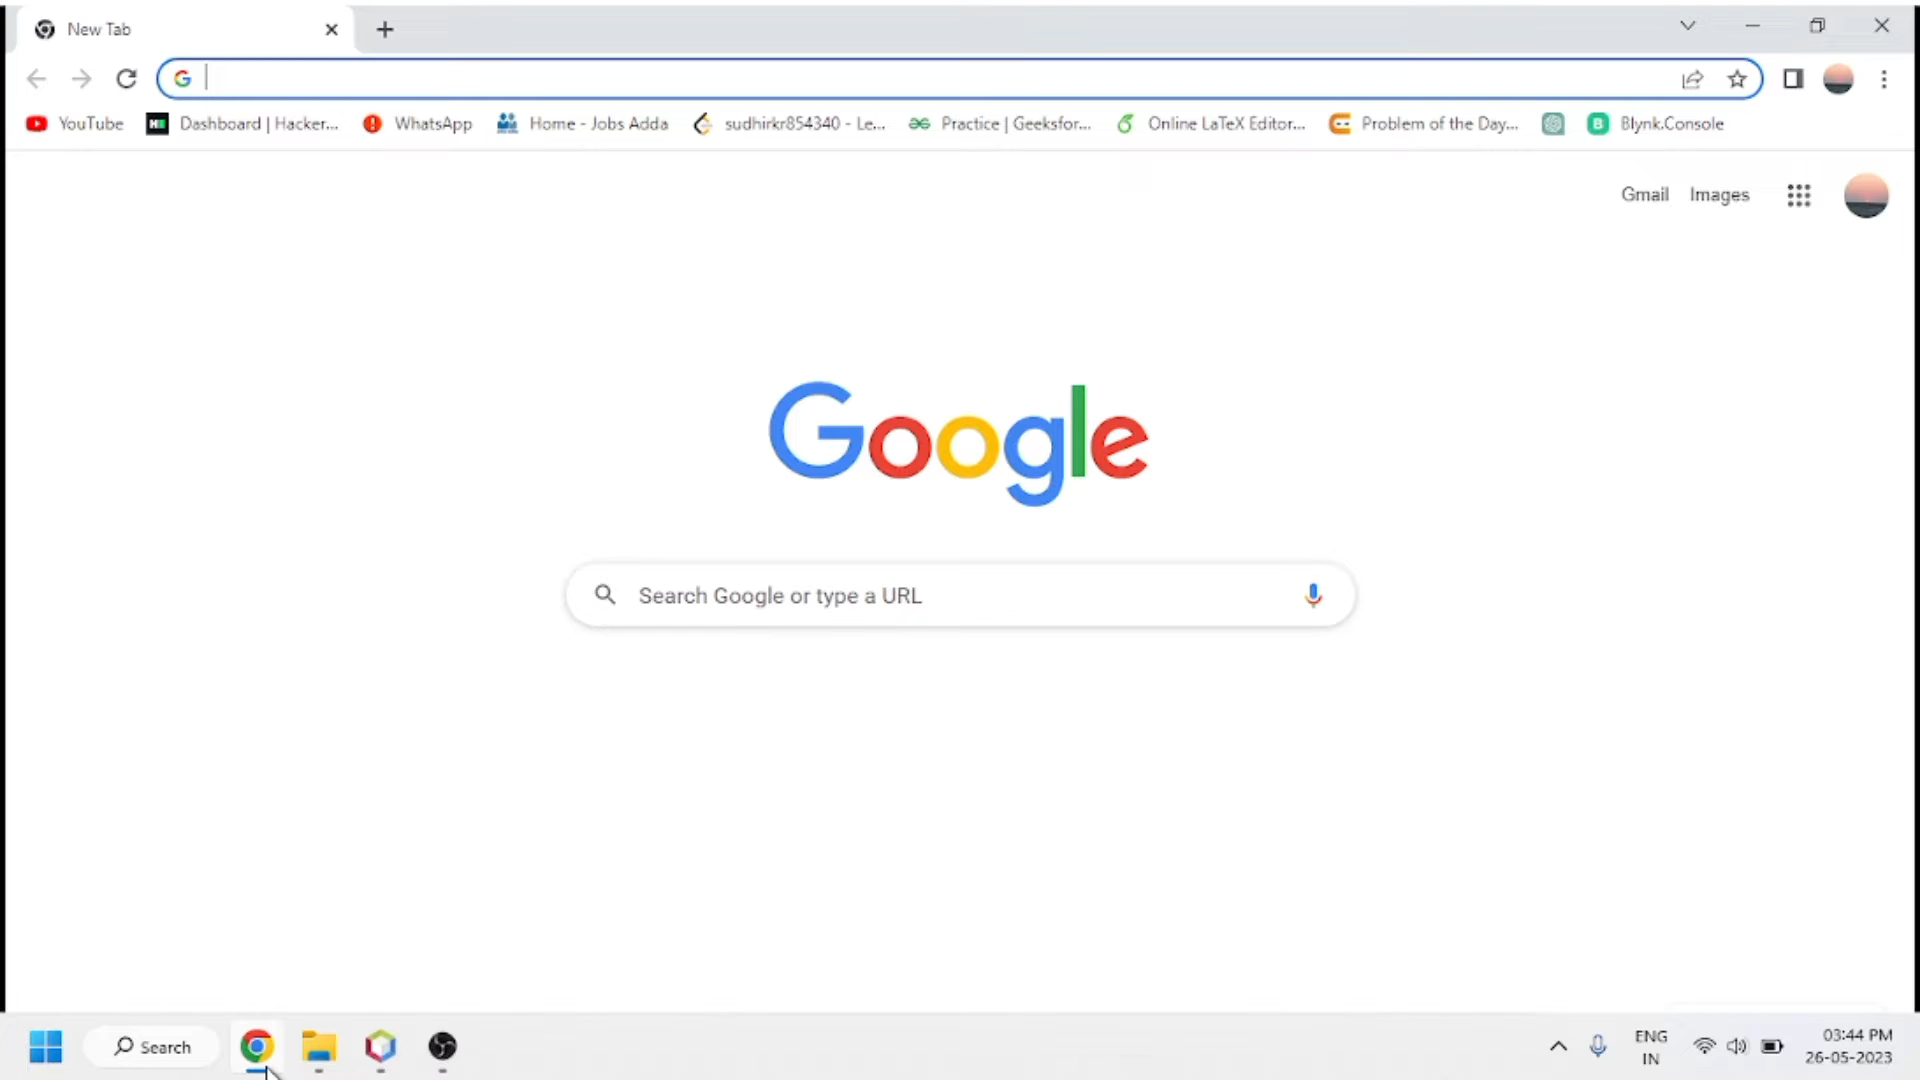 New Tab
YouTube Dashboard | Hacker... WhatsApp Home - Jobs Adda sudhirkr854340 - Le... Practice | Geeksfor... Online LaTeX Editor... Problem of the Day... Blynk.Console
Gmail Images
Google
Search Google or type a URL
Search
ENG
IN
03:44 PM
26-05-2023